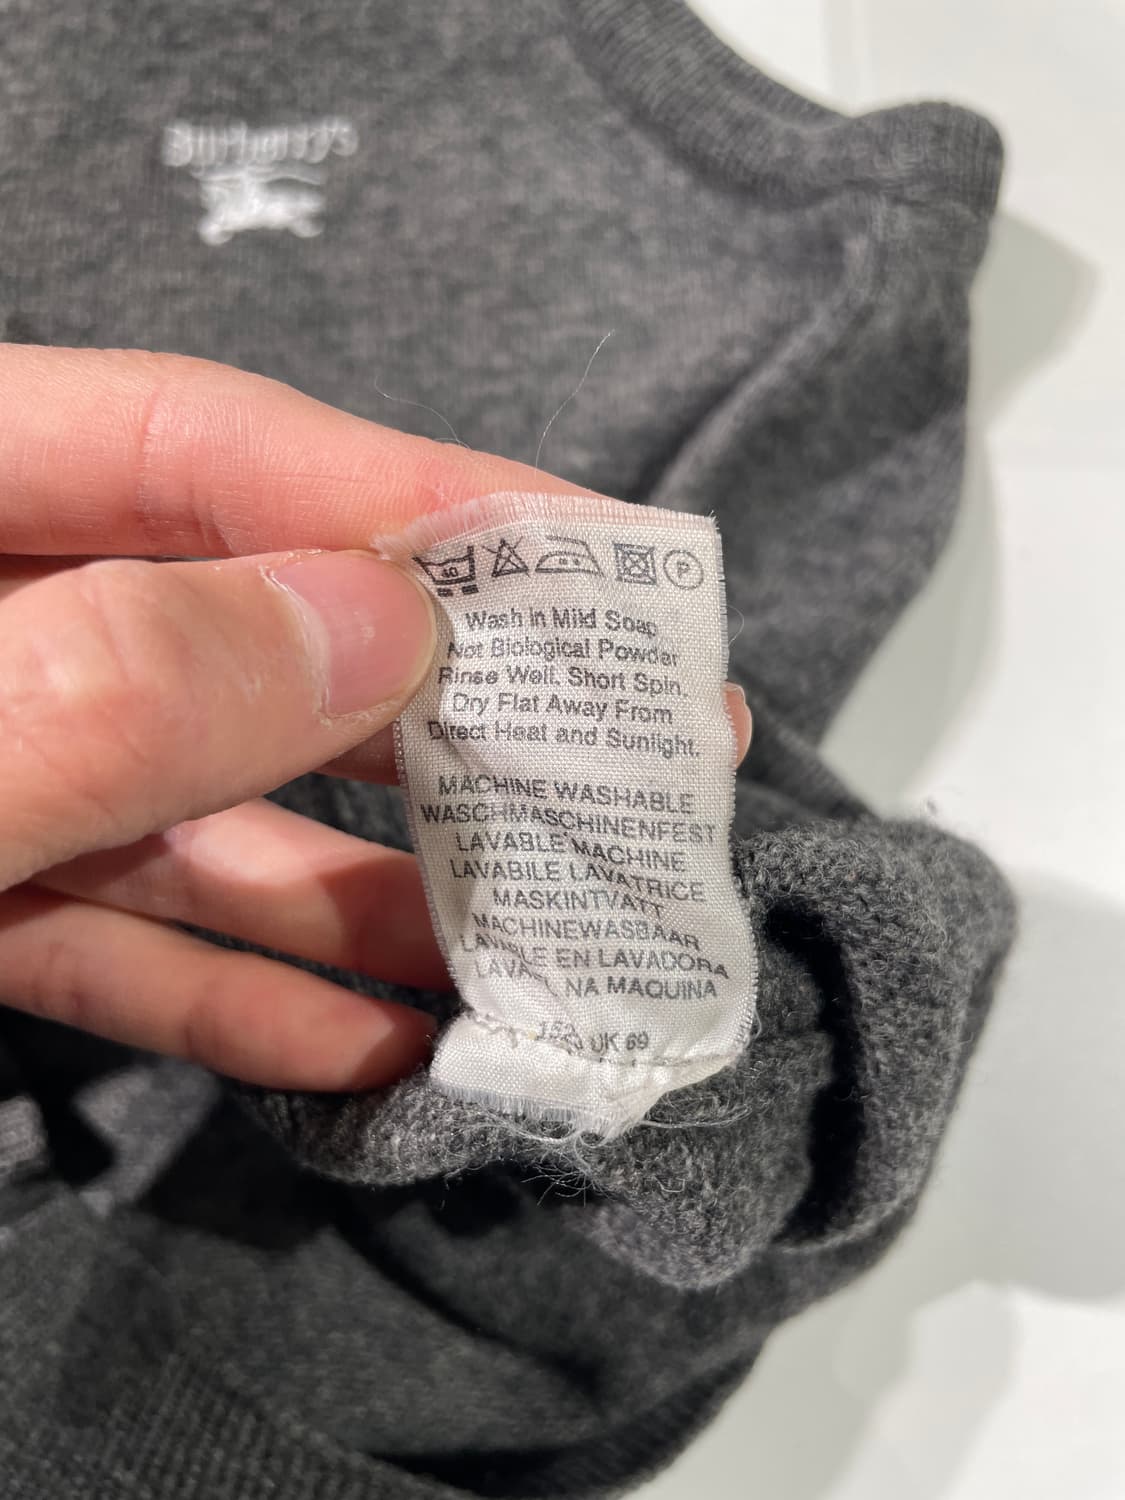 Burberrys
P
Wash in Mild Soap
Not Biological Powder
Rinse Well. Short Spin.
Dry Flat Away From
Direct Heat and Sunlight.
MACHINE WASHABLE
WASCHMASCHINENFEST
LAVABLE MACHINE
LAVABILE LAVATRICE
MASKINTVATT
MACHINEWASBAAR
LAVABLE EN LAVADORA
NA MAQUINA
UK 69